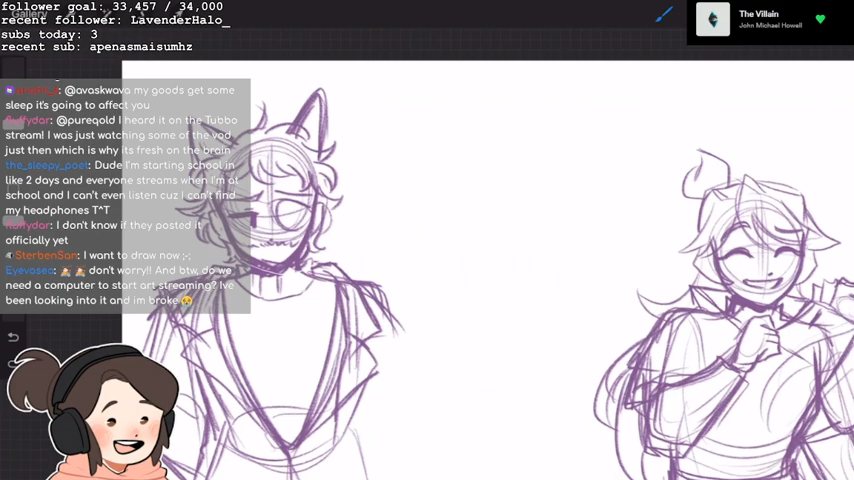 follower goal: 33,457 / 34,000
recent follower: LavenderHalo_
subs today: 3
recent sub: apenasmaisumhz
Gallery
The Villain
John Michael Howell
: @avaskwava my goods get some
sleep it's going to affect you
fluffydar: @pureqold I heard it on the Tubbo
stream! I was just watching some of the vod
just then which is why its fresh on the brain
the_sleepy_poet: Dude I'm starting school in
like 2 days and everyone streams when I'm at
school and I can't even listen cuz i can't find
my headphones T^T
fluffydar: I don't know if they posted it
officially yet
SterbenSan: I want to draw now ;-;
Eyevasea: don't worry!! And btw, do we
need a computer to start art streaming? Ive
been looking into it and im broke